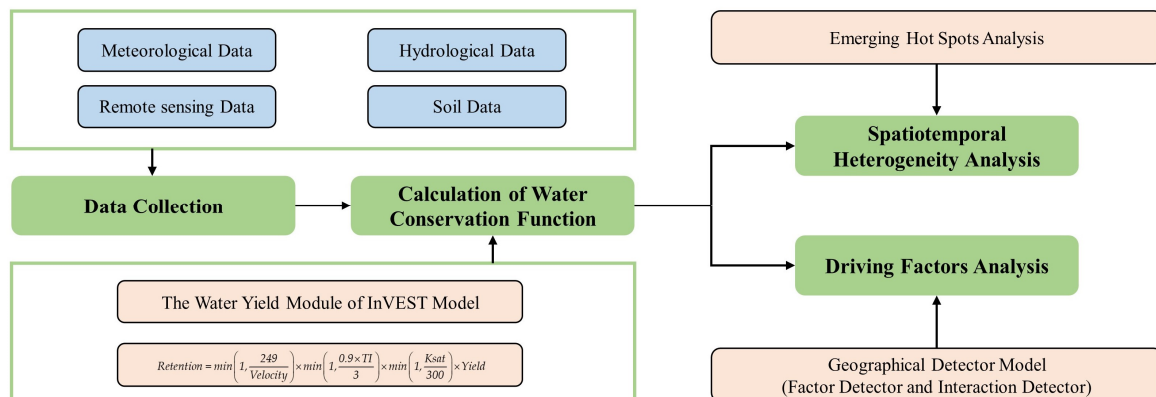 Meteorological Data
Hydrological Data
Remote sensing Data
Soil Data
Data Collection
Calculation of Water
Conservation Function
The Water Yield Module of InVEST Model
Retention = min(1, 249/Velocity) × min(1, 0.9×TI/3) × min(1, Ksat/300) × Yield
Emerging Hot Spots Analysis
Spatiotemporal
Heterogeneity Analysis
Driving Factors Analysis
Geographical Detector Model
(Factor Detector and Interaction Detector)